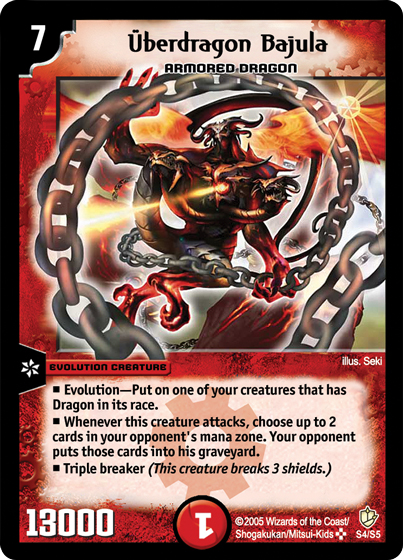 7
Überdragon Bajula
ARMORED DRAGON
illus. Seki
EVOLUTION CREATURE
■ Evolution—Put on one of your creatures that has
Dragon in its race.
■ Whenever this creature attacks, choose up to 2
cards in your opponent's mana zone. Your opponent
puts those cards into his graveyard.
■ Triple breaker (This creature breaks 3 shields.)
13000
1
©2005 Wizards of the Coast/
Shogakukan/Mitsui-Kids S4/S5